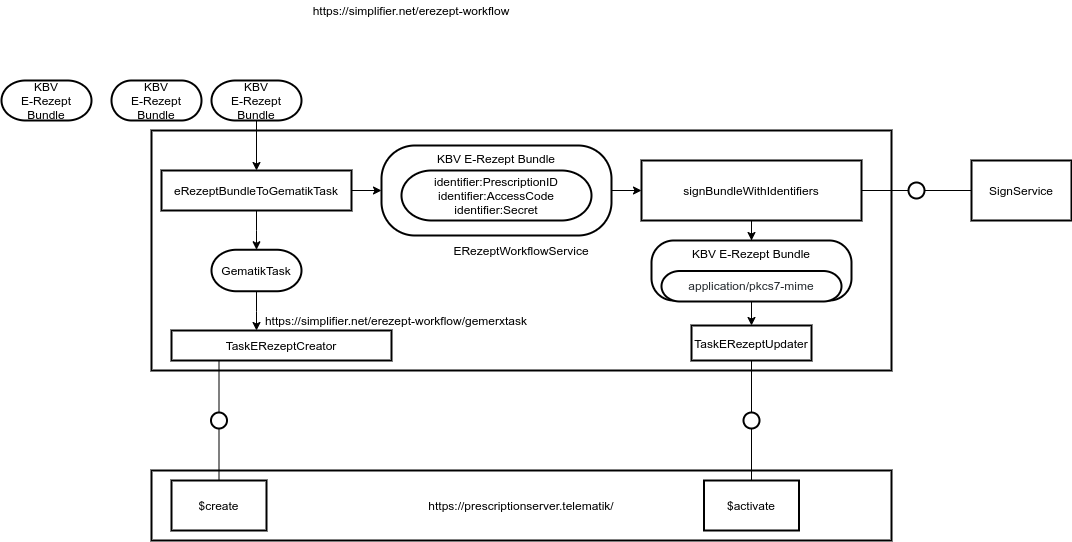 https://simplifier.net/erezept-workflow
KBV
E-Rezept
Bundle
KBV
E-Rezept
Bundle
KBV
E-Rezept
Bundle
eRezeptBundleToGematikTask
KBV E-Rezept Bundle
identifier:PrescriptionID
identifier:AccessCode
identifier:Secret
signBundleWithIdentifiers
SignService
ERezeptWorkflowService
KBV E-Rezept Bundle
application/pkcs7-mime
GematikTask
https://simplifier.net/erezept-workflow/gemerxtask
TaskERezeptCreator
TaskERezeptUpdater
$create
https://prescriptionserver.telematik/
$activate